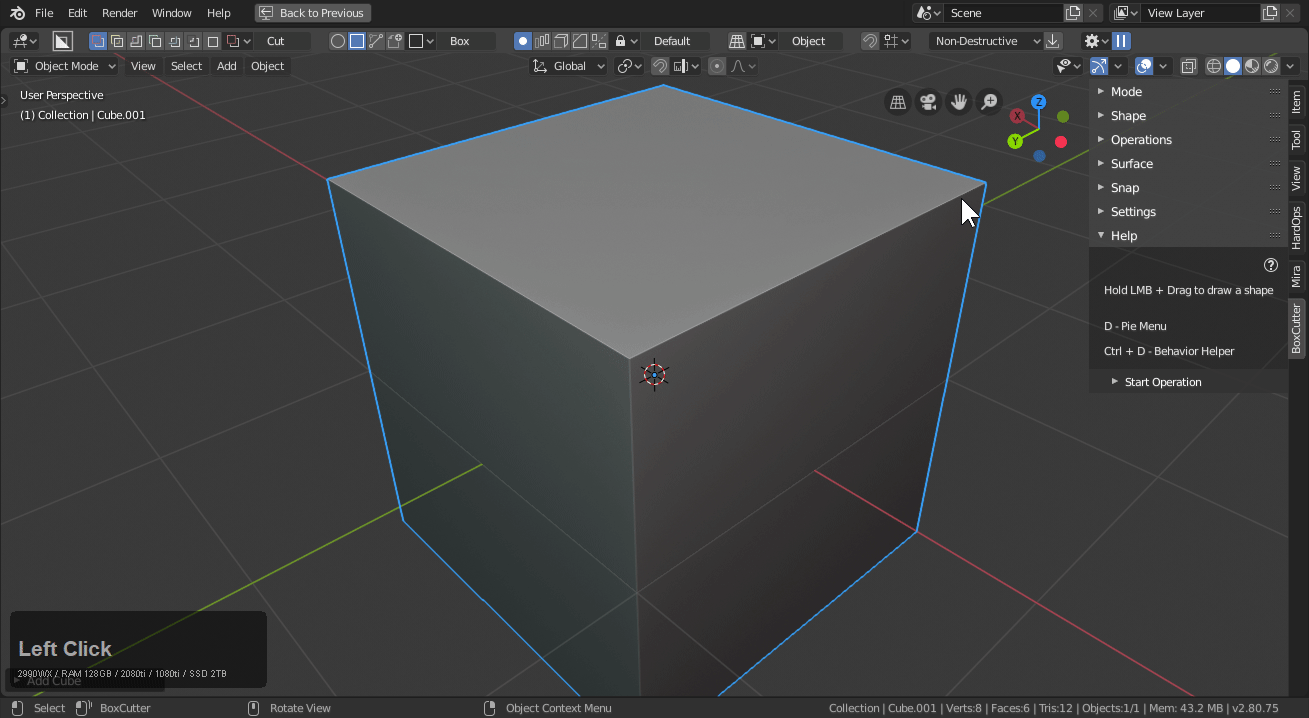 File Edit Render Window Help Back to Previous Scene View Layer
Cut Box Default Object Non-Destructive
Object Mode View Select Add Object Global
User Perspective
(1) Collection | Cube.001
X
Y
Z
Mode
Shape
Operations
Surface
Snap
Settings
Help
?
Hold LMB + Drag to draw a shape
D - Pie Menu
Ctrl + D - Behavior Helper
Start Operation
Item
Tool
View
HardOps
Mira
BoxCutter
Left Click
2990WX / RAM 128GB / 2080ti / 1080ti / SSD 2TB
Add Cube
Select BoxCutter Rotate View Object Context Menu Collection | Cube.001 | Verts:8 | Faces:6 | Tris:12 | Objects:1/1 | Mem: 43.2 MB | v2.80.75